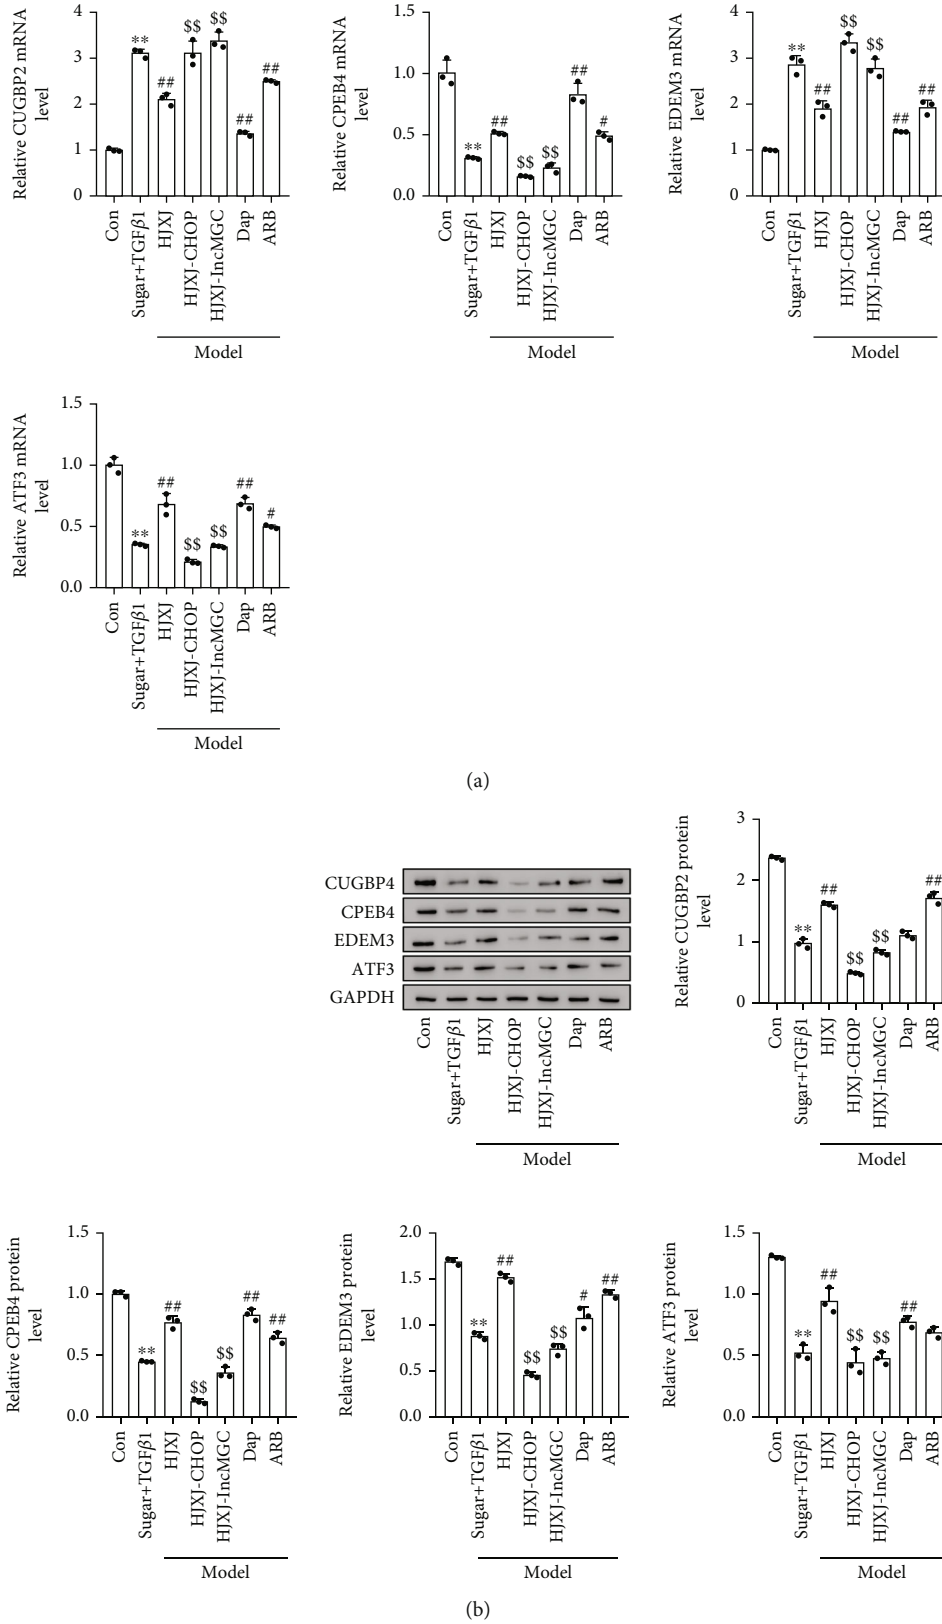 Relative CUGBP2 mRNA
level
4
3
2
1
0
**
##
$$
$$
##
##
Con
Sugar+TGFβ1
HJXJ
HJXJ-CHOP
HJXJ-IncMGC
Dap
ARB
Model
Relative CPEB4 mRNA
level
1.5
1.0
0.5
0.0
**
##
$$
$$
##
#
Con
Sugar+TGFβ1
HJXJ
HJXJ-CHOP
HJXJ-IncMGC
Dap
ARB
Model
Relative EDEM3 mRNA
level
4
3
2
1
0
**
##
$$
$$
##
##
Con
Sugar+TGFβ1
HJXJ
HJXJ-CHOP
HJXJ-IncMGC
Dap
ARB
Model
Relative ATF3 mRNA
level
1.5
1.0
0.5
0.0
**
##
$$
$$
##
#
Con
Sugar+TGFβ1
HJXJ
HJXJ-CHOP
HJXJ-IncMGC
Dap
ARB
Model
(a)
CUGBP4
CPEB4
EDEM3
ATF3
GAPDH
Con
Sugar+TGFβ1
HJXJ
HJXJ-CHOP
HJXJ-IncMGC
Dap
ARB
Model
Relative CUGBP2 protein
level
3
2
1
0
**
##
$$
$$
##
Con
Sugar+TGFβ1
HJXJ
HJXJ-CHOP
HJXJ-IncMGC
Dap
ARB
Model
Relative CPEB4 protein
level
1.5
1.0
0.5
0.0
**
##
$$
$$
##
##
Con
Sugar+TGFβ1
HJXJ
HJXJ-CHOP
HJXJ-IncMGC
Dap
ARB
Model
Relative EDEM3 protein
level
2.0
1.5
1.0
0.5
0.0
**
##
$$
$$
#
##
Con
Sugar+TGFβ1
HJXJ
HJXJ-CHOP
HJXJ-IncMGC
Dap
ARB
Model
Relative ATF3 protein
level
1.5
1.0
0.5
0.0
**
##
$$
$$
##
Con
Sugar+TGFβ1
HJXJ
HJXJ-CHOP
HJXJ-IncMGC
Dap
ARB
Model
(b)